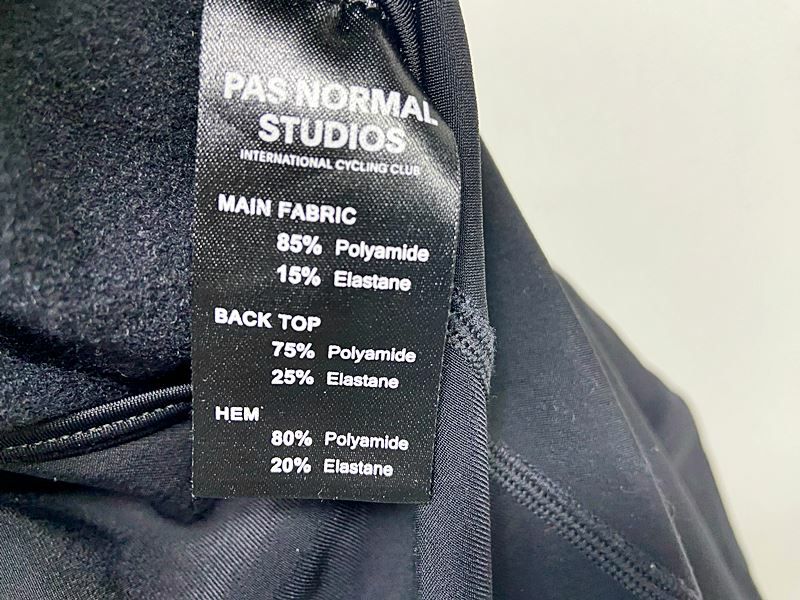 PAS NORMAL
STUDIOS
INTERNATIONAL CYCLING CLUB
MAIN FABRIC
85% Polyamide
15% Elastane
BACK TOP
75% Polyamide
25% Elastane
HEM
80% Polyamide
20% Elastane